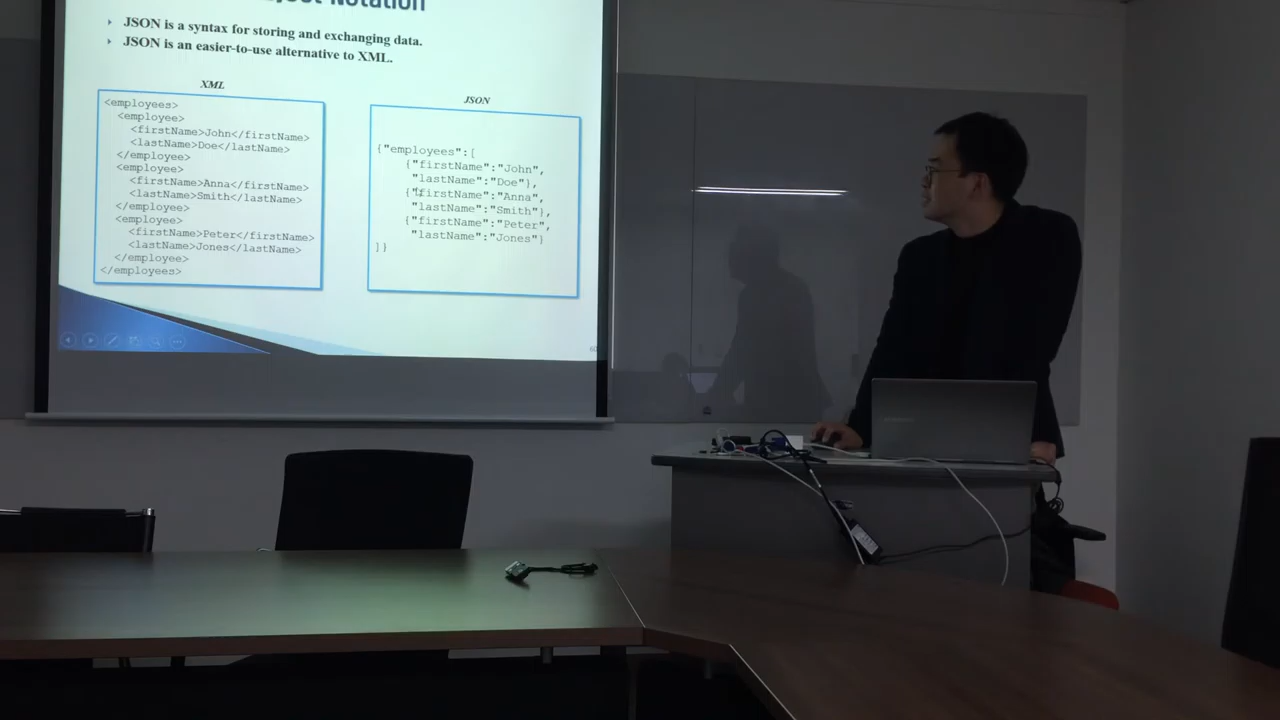 Notation
JSON is a syntax for storing and exchanging data.
JSON is an easier-to-use alternative to XML.
XML
<employees>
<employee>
<firstName>John</firstName>
<lastName>Doe</lastName>
</employee>
<employee>
<firstName>Anna</firstName>
<lastName>Smith</lastName>
</employee>
<employee>
<firstName>Peter</firstName>
<lastName>Jones</lastName>
</employee>
</employees>
JSON
{"employees":[
{"firstName":"John",
"lastName":"Doe"},
{"firstName":"Anna",
"lastName":"Smith"},
{"firstName":"Peter",
"lastName":"Jones"}
]}